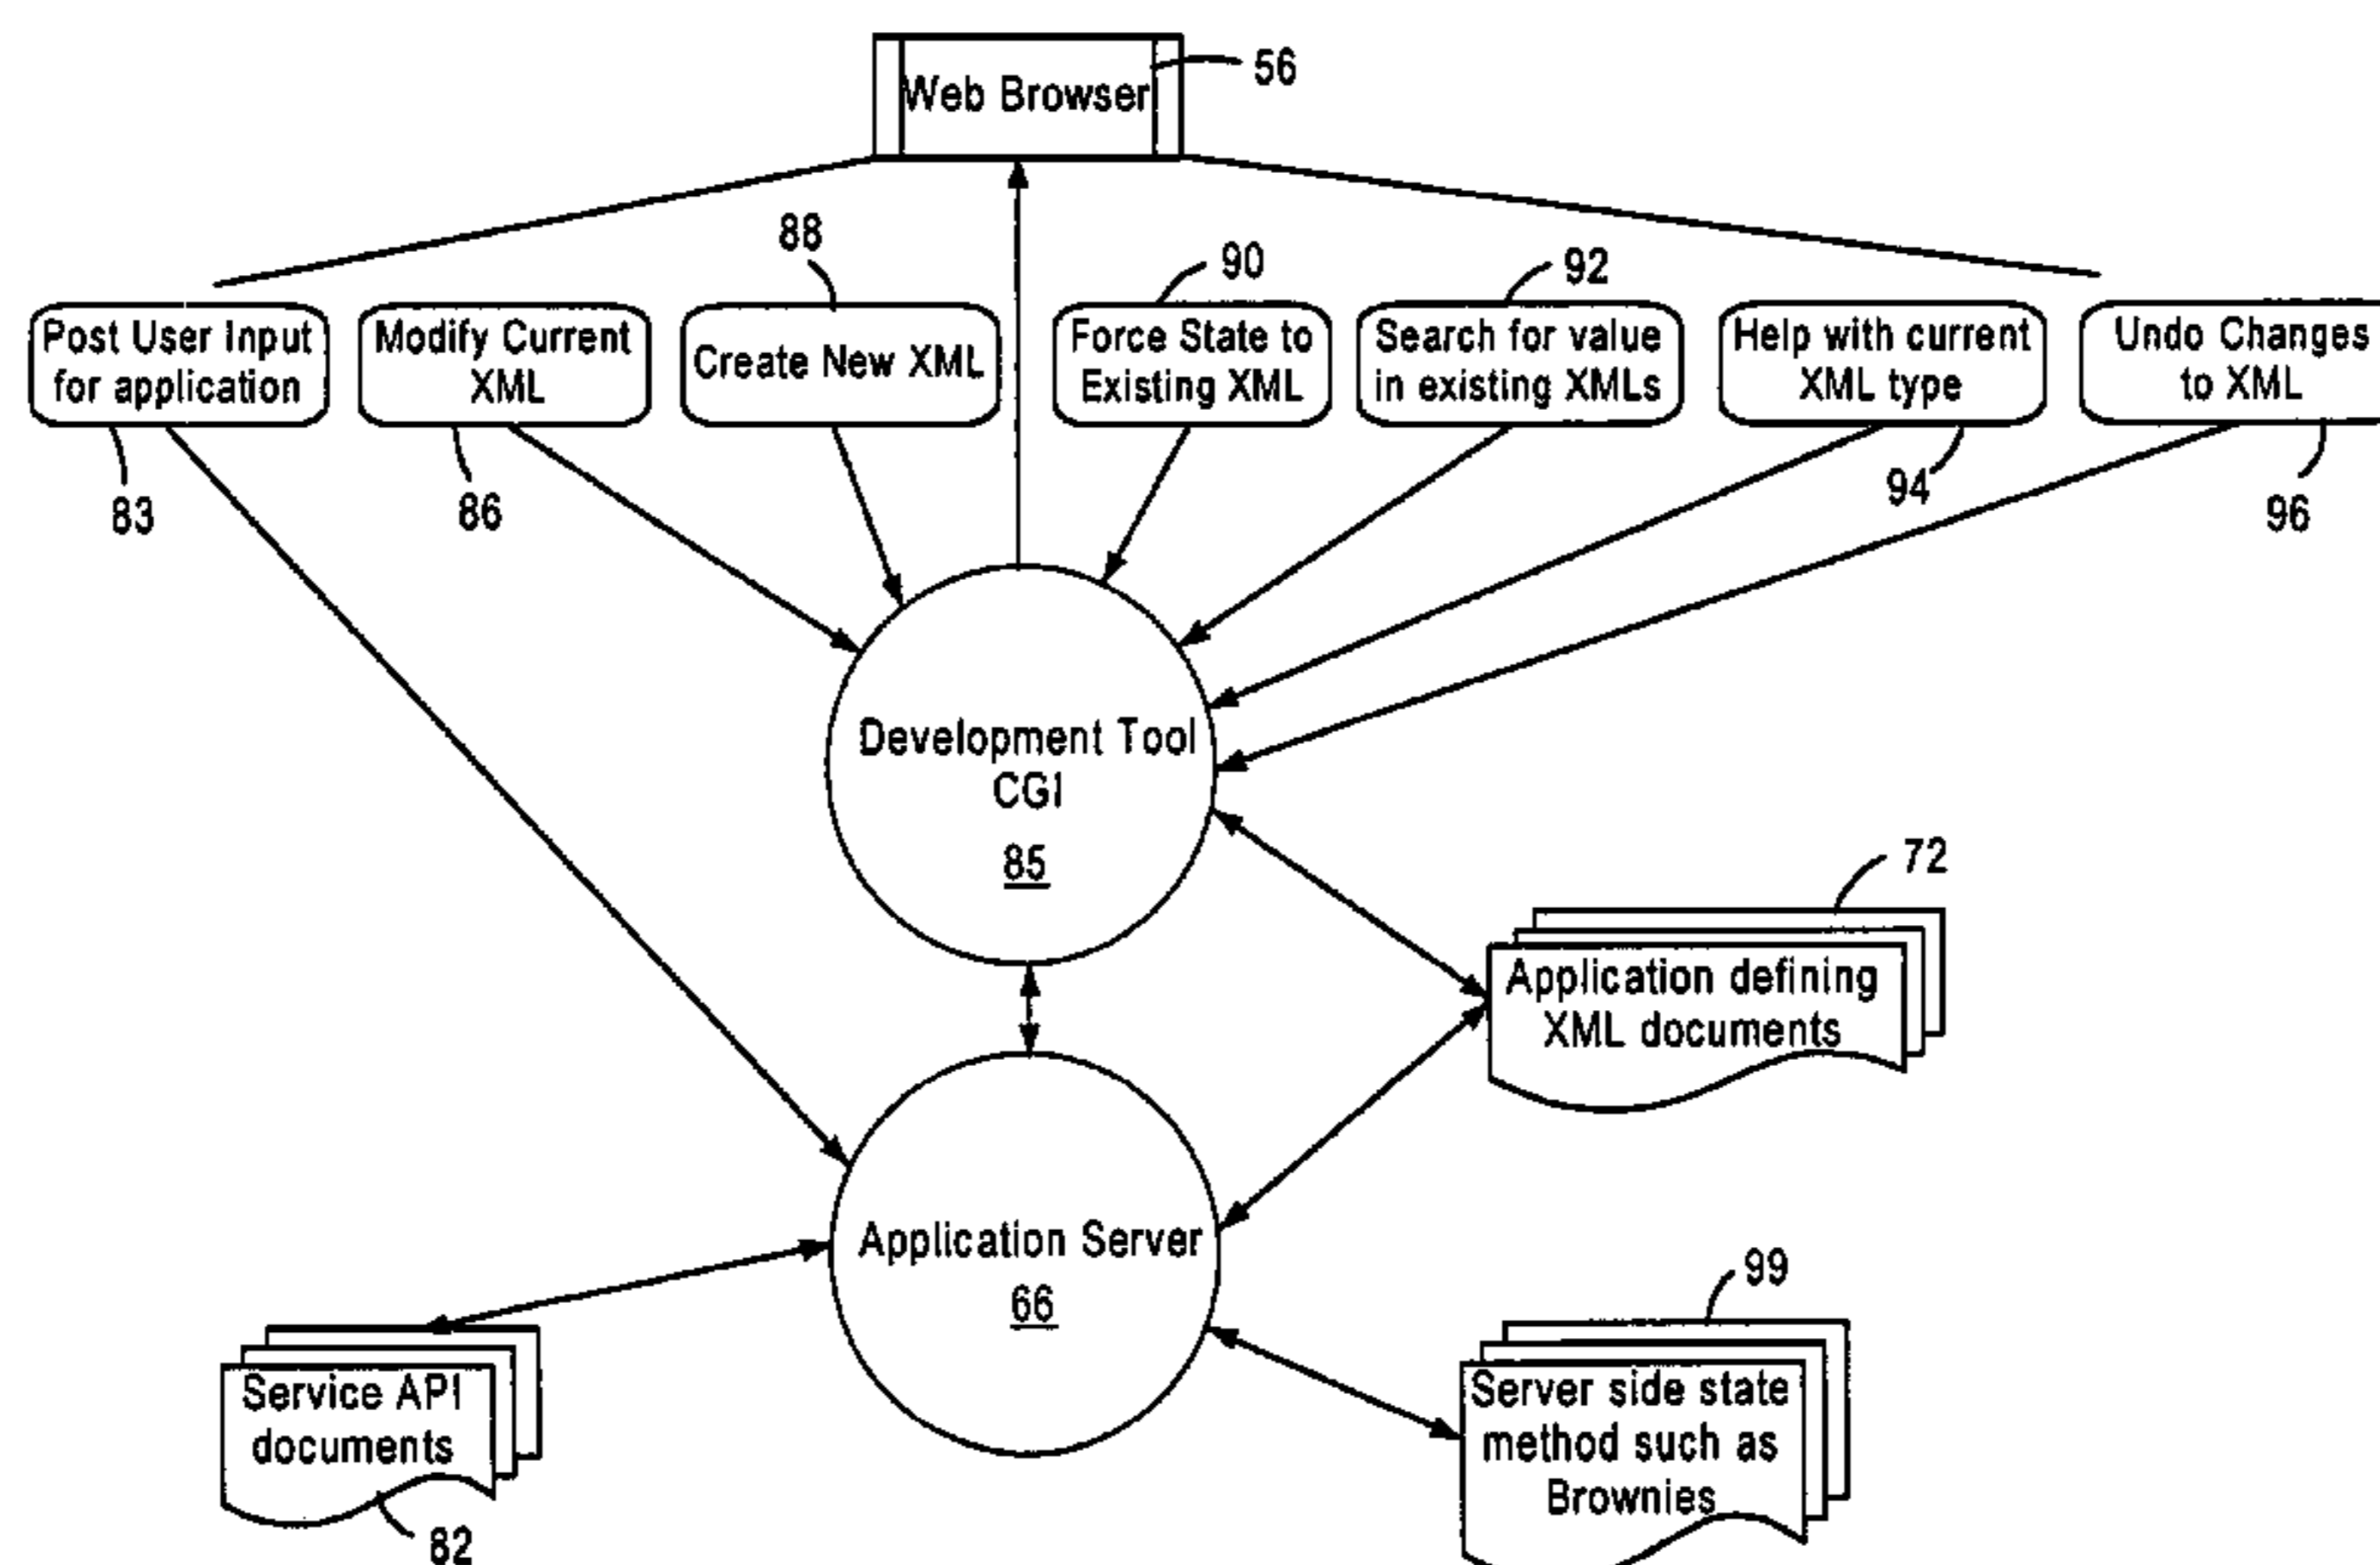 Web Browser
56
88
90
92
Post User Input
for application
Modify Current
XML
Create New XML
Force State to
Existing XML
Search for value
in existing XMLs
Help with current
XML type
Undo Changes
to XML
83
86
94
96
Development Tool
CGI
85
72
Application defining
XML documents
Application Server
66
99
Service API
documents
82
Server side state
method such as
Brownies